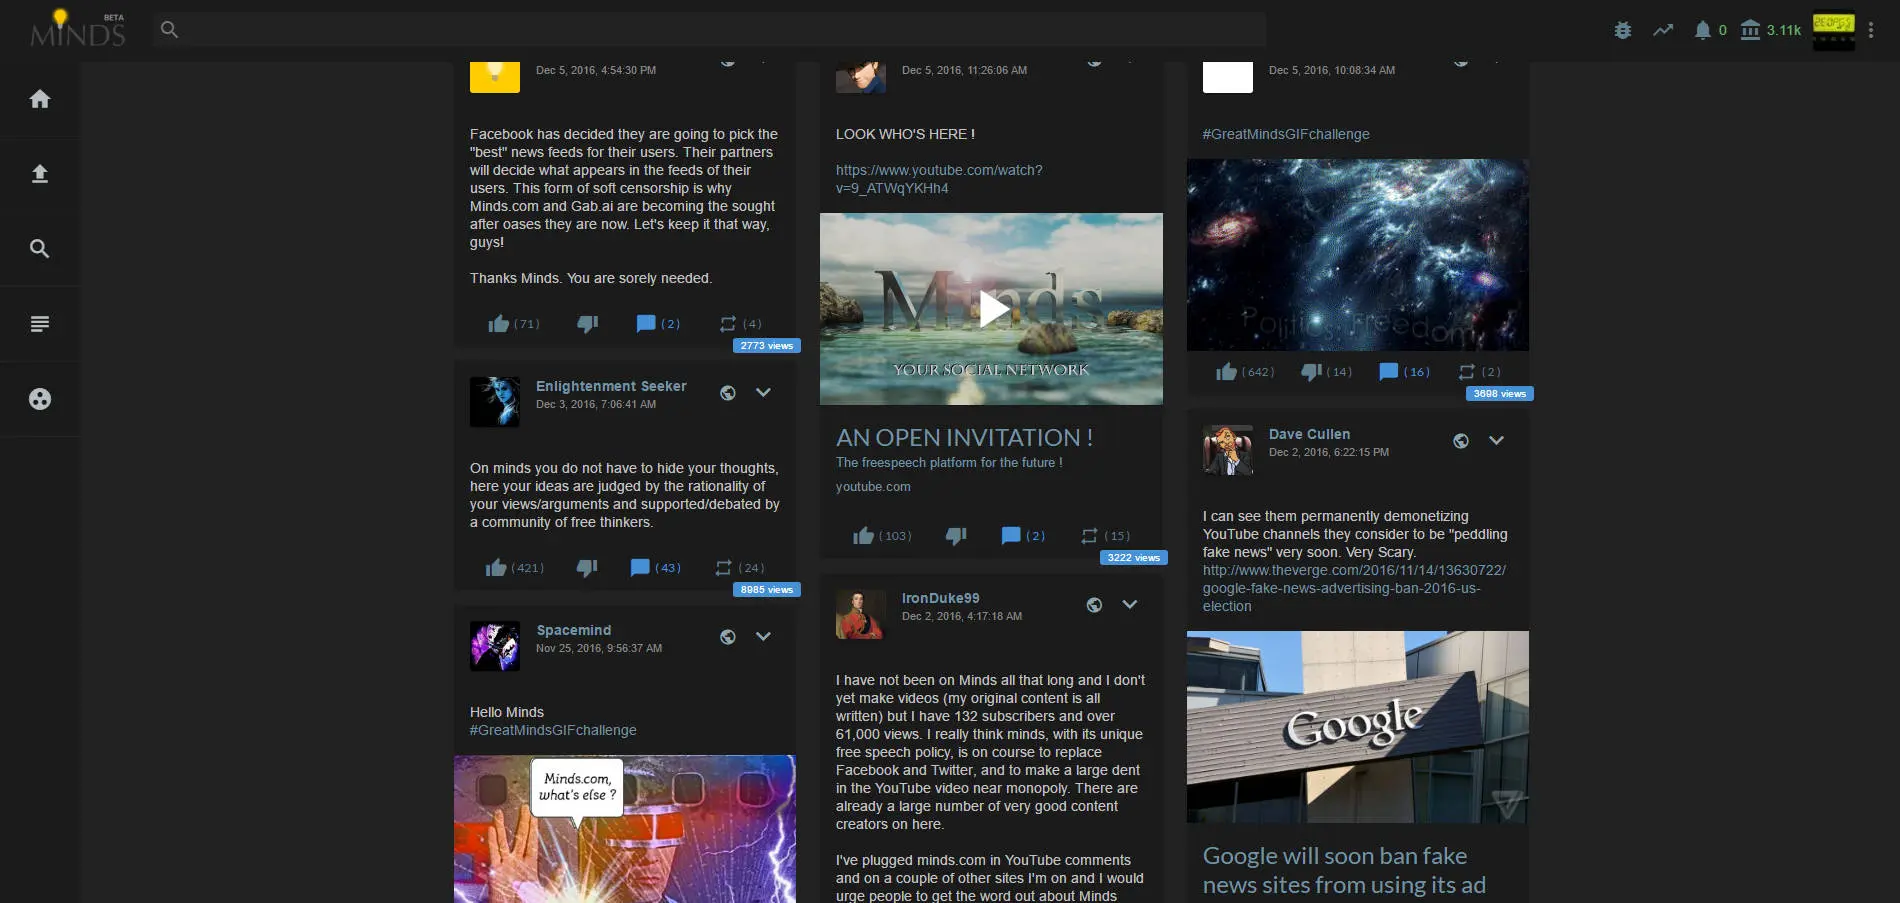 MINDS
BETA
0
3.11k
Dec 5, 2016, 4:54:30 PM
Facebook has decided they are going to pick the
"best" news feeds for their users. Their partners
will decide what appears in the feeds of their
users. This form of soft censorship is why
Minds.com and Gab.ai are becoming the sought
after oases they are now. Let's keep it that way,
guys!
Thanks Minds. You are sorely needed.
(71)
(2)
(4)
2773 views
Enlightenment Seeker
Dec 3, 2016, 7:06:41 AM
On minds you do not have to hide your thoughts,
here your ideas are judged by the rationality of
your views/arguments and supported/debated by
a community of free thinkers.
(421)
(43)
(24)
8985 views
Spacemind
Nov 25, 2016, 9:56:37 AM
Hello Minds
#GreatMindsGIFchallenge
Minds.com,
what's else ?
Dec 5, 2016, 11:26:06 AM
LOOK WHO'S HERE !
https://www.youtube.com/watch?
v=9_ATWqYKHh4
Minds
YOUR SOCIAL NETWORK
AN OPEN INVITATION !
The freespeech platform for the future !
youtube.com
(103)
(2)
(15)
3222 views
IronDuke99
Dec 2, 2016, 4:17:18 AM
I have not been on Minds all that long and I don't
yet make videos (my original content is all
written) but I have 132 subscribers and over
61,000 views. I really think minds, with its unique
free speech policy, is on course to replace
Facebook and Twitter, and to make a large dent
in the YouTube video near monopoly. There are
already a large number of very good content
creators on here.
I've plugged minds.com in YouTube comments
and on a couple of other sites I'm on and I would
urge people to get the word out about Minds
Dec 5, 2016, 10:08:34 AM
#GreatMindsGIFchallenge
Politics, Freedom
(642)
(14)
(16)
(2)
3698 views
Dave Cullen
Dec 2, 2016, 6:22:15 PM
I can see them permanently demonetizing
YouTube channels they consider to be "peddling
fake news" very soon. Very Scary.
http://www.theverge.com/2016/11/14/13630722/
google-fake-news-advertising-ban-2016-us-
election
Google
Google will soon ban fake
news sites from using its ad